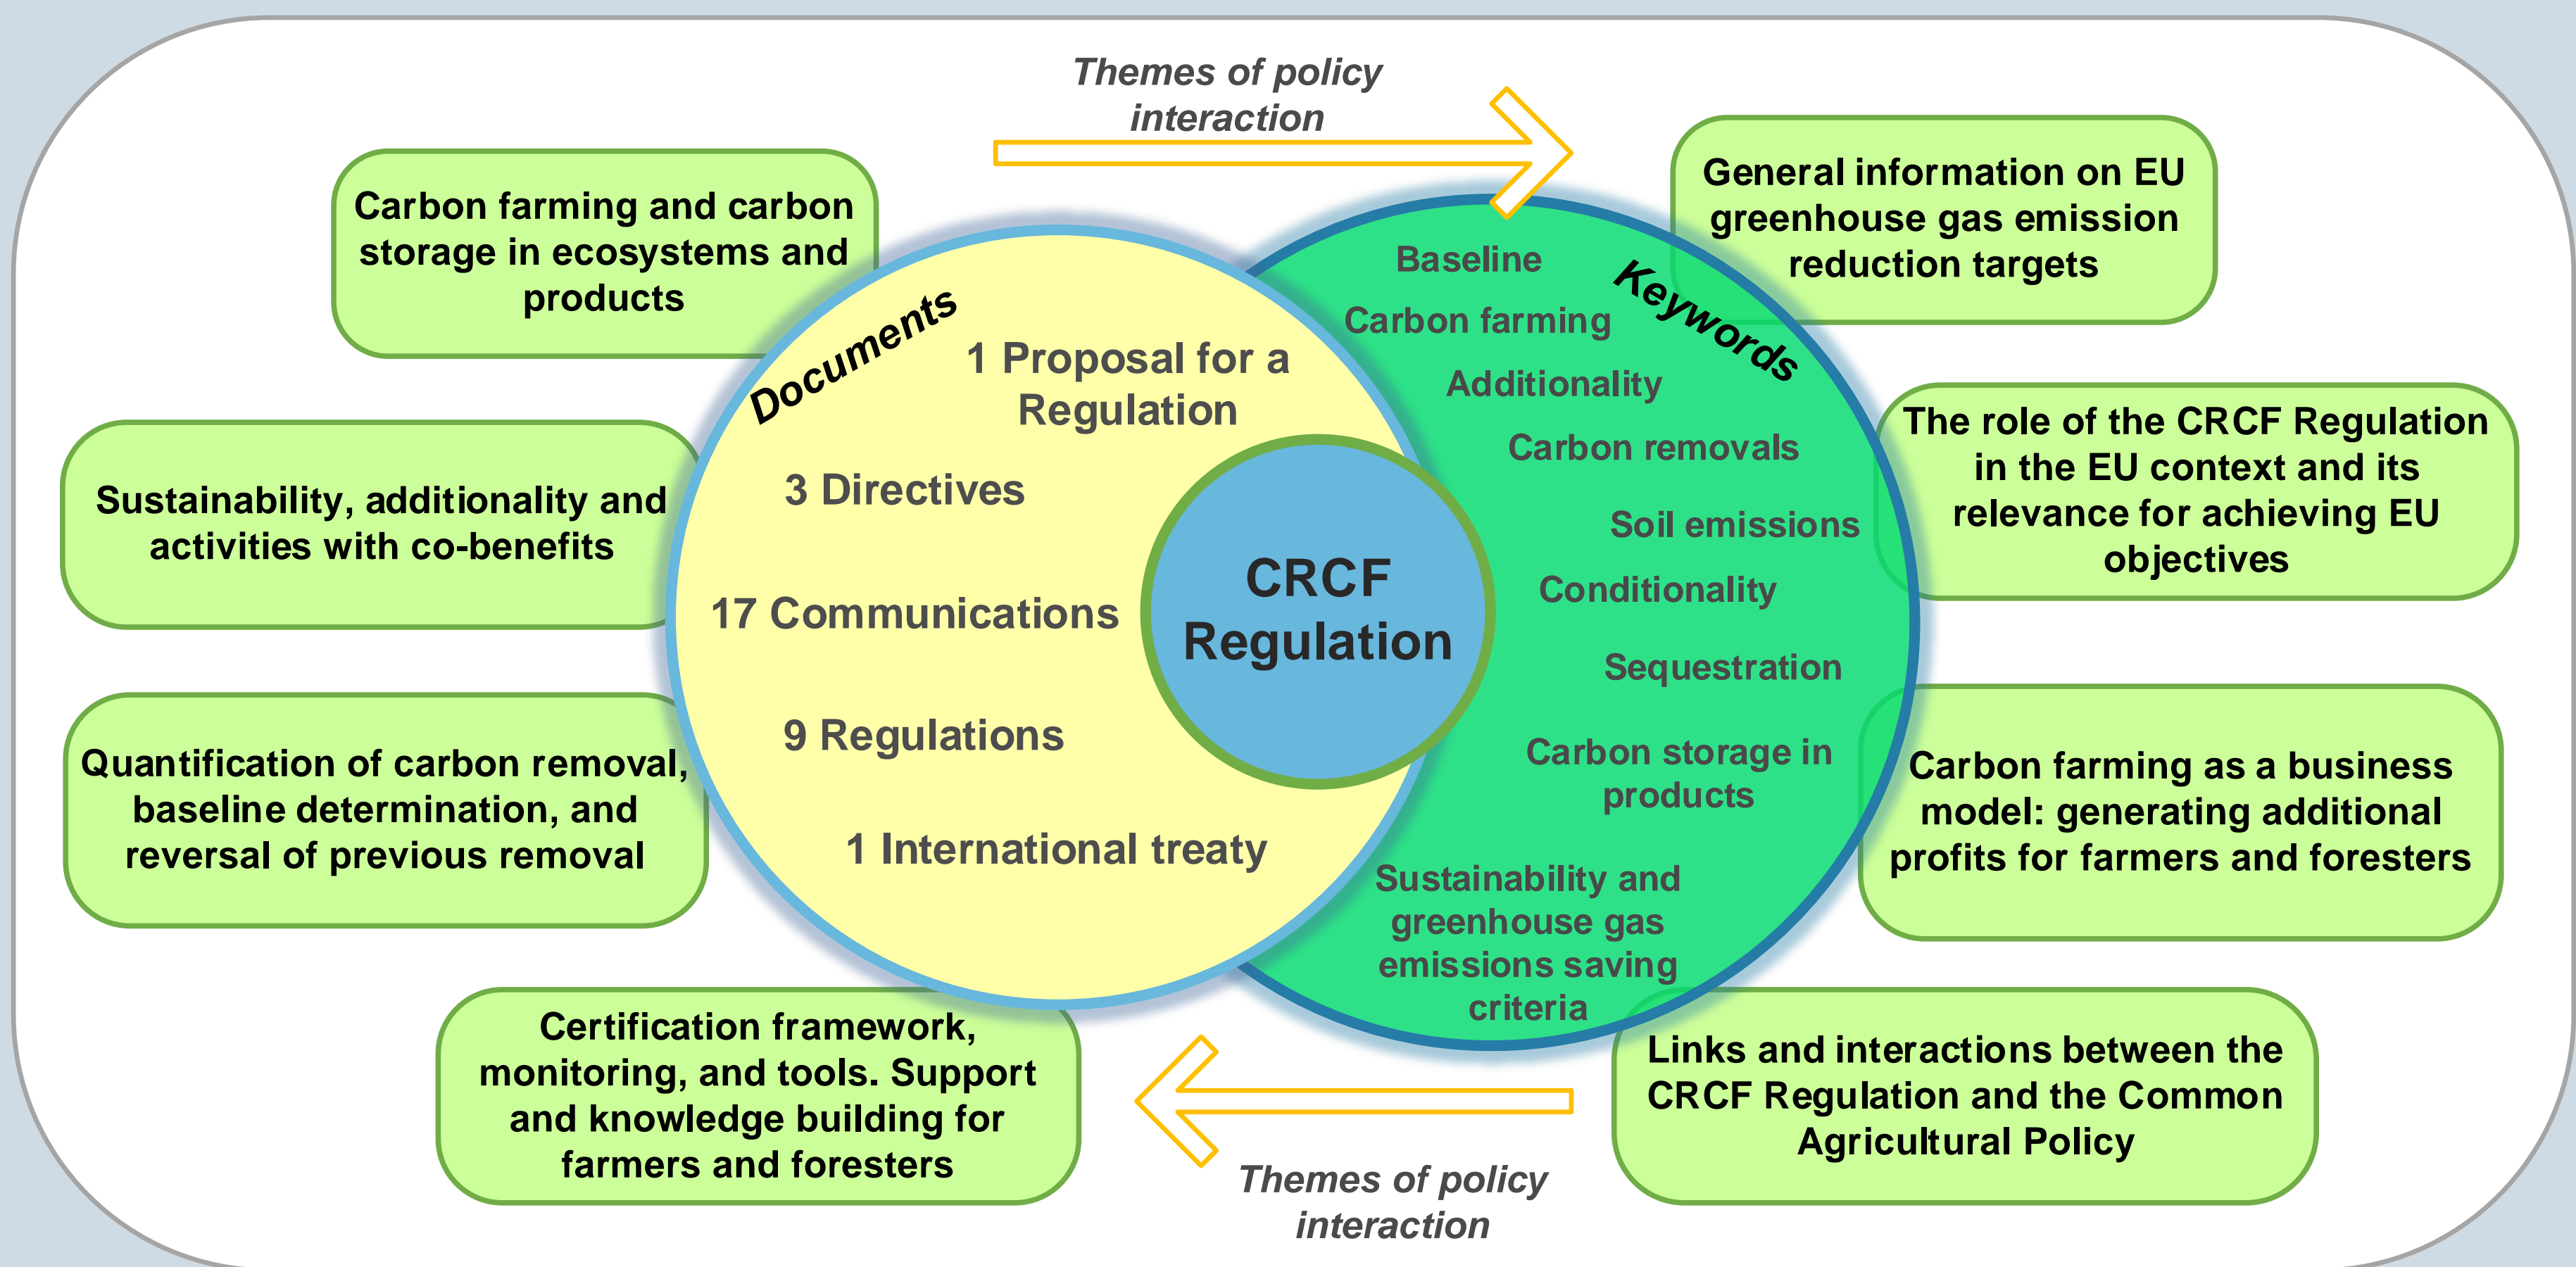 Themes of policy
interaction
Carbon farming and carbon
storage in ecosystems and
products
Sustainability, additionality and
activities with co-benefits
Quantification of carbon removal,
baseline determination, and
reversal of previous removal
Certification framework,
monitoring, and tools. Support
and knowledge building for
farmers and foresters
Documents
1 Proposal for a
Regulation
3 Directives
17 Communications
9 Regulations
1 International treaty
CRCF
Regulation
Keywords
Baseline
Carbon farming
Additionality
Carbon removals
Soil emissions
Conditionality
Sequestration
Carbon storage in
products
Sustainability and
greenhouse gas
emissions saving
criteria
General information on EU
greenhouse gas emission
reduction targets
The role of the CRCF Regulation
in the EU context and its
relevance for achieving EU
objectives
Carbon farming as a business
model: generating additional
profits for farmers and foresters
Links and interactions between the
CRCF Regulation and the Common
Agricultural Policy
Themes of policy
interaction